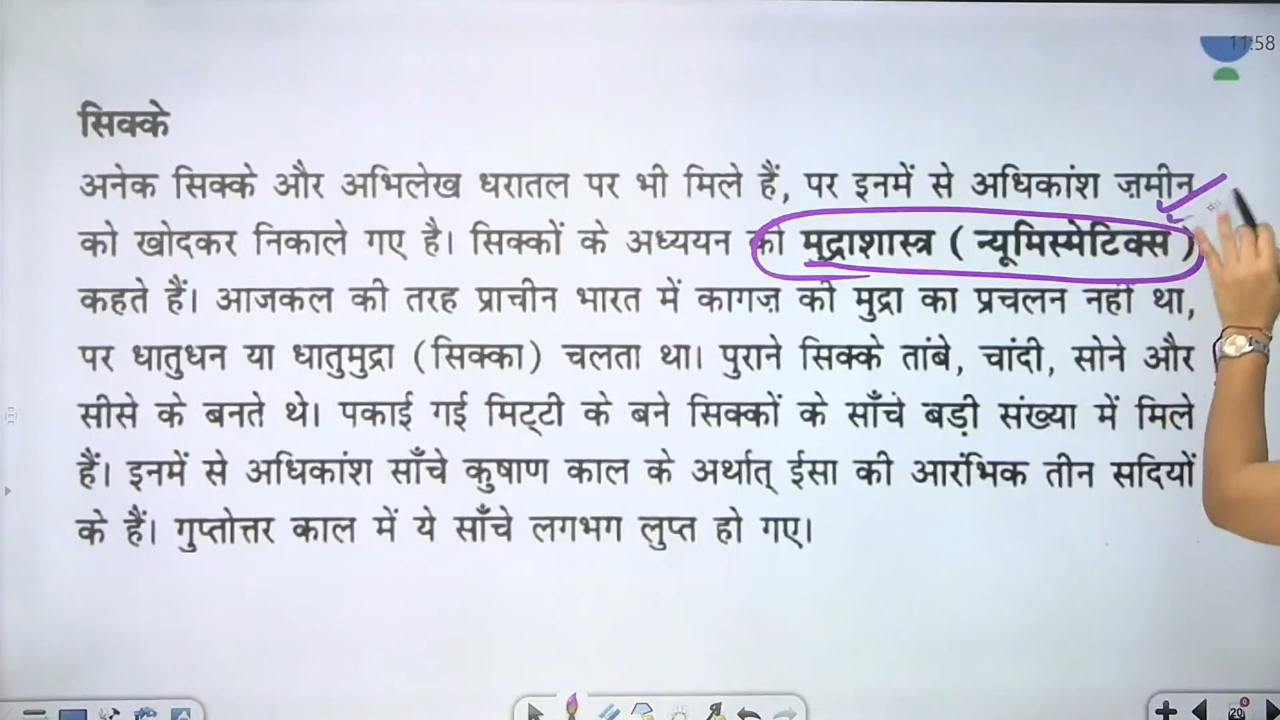 11:58
सिक्के
अनेक सिक्के और अभिलेख धरातल पर भी मिले हैं, पर इनमें से अधिकांश ज़मीन
को खोदकर निकाले गए है। सिक्कों के अध्ययन को मुद्राशास्त्र ( न्यूमिस्मेटिक्स )
कहते हैं। आजकल की तरह प्राचीन भारत में कागज़ की मुद्रा का प्रचलन नहीं था,
पर धातुधन या धातुमुद्रा (सिक्का) चलता था। पुराने सिक्के तांबे, चांदी, सोने और
सीसे के बनते थे। पकाई गई मिट्टी के बने सिक्कों के साँचे बड़ी संख्या में मिले
हैं। इनमें से अधिकांश साँचे कुषाण काल के अर्थात् ईसा की आरंभिक तीन सदियों
के हैं। गुप्तोत्तर काल में ये साँचे लगभग लुप्त हो गए।
20